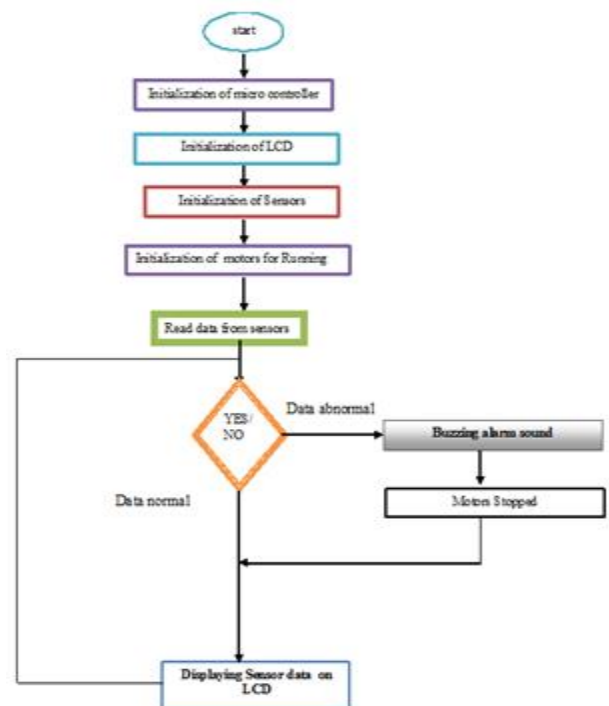 start
Initialization of micro controller
Initialization of LCD
Initialization of Sensors
Initialization of motors for Running
Read data from sensors
YES/
NO
Data abnormal
Buzzing alarm sound
Motors Stopped
Data normal
Displaying Sensor data on
LCD